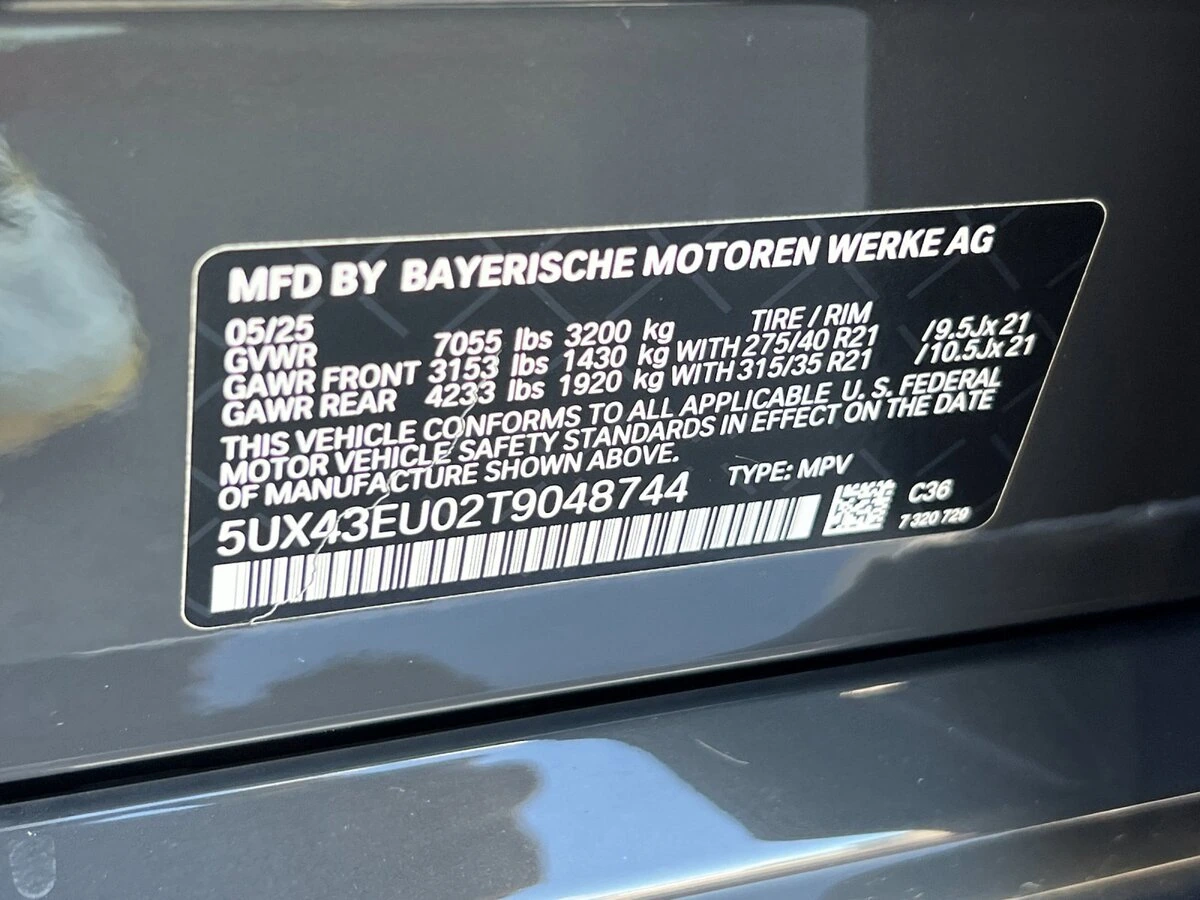 MFD BY BAYERISCHE MOTOREN WERKE AG
05/25 TIRE / RIM
GVWR 7055 lbs 3200 kg
GAWR FRONT 3153 lbs 1430 kg WITH 275/40 R21 /9.5Jx21
GAWR REAR 4233 lbs 1920 kg WITH 315/35 R21 /10.5Jx21
THIS VEHICLE CONFORMS TO ALL APPLICABLE U. S. FEDERAL
MOTOR VEHICLE SAFETY STANDARDS IN EFFECT ON THE DATE
OF MANUFACTURE SHOWN ABOVE.
TYPE: MPV
5UX43EU02T9048744
C36
7 320 729